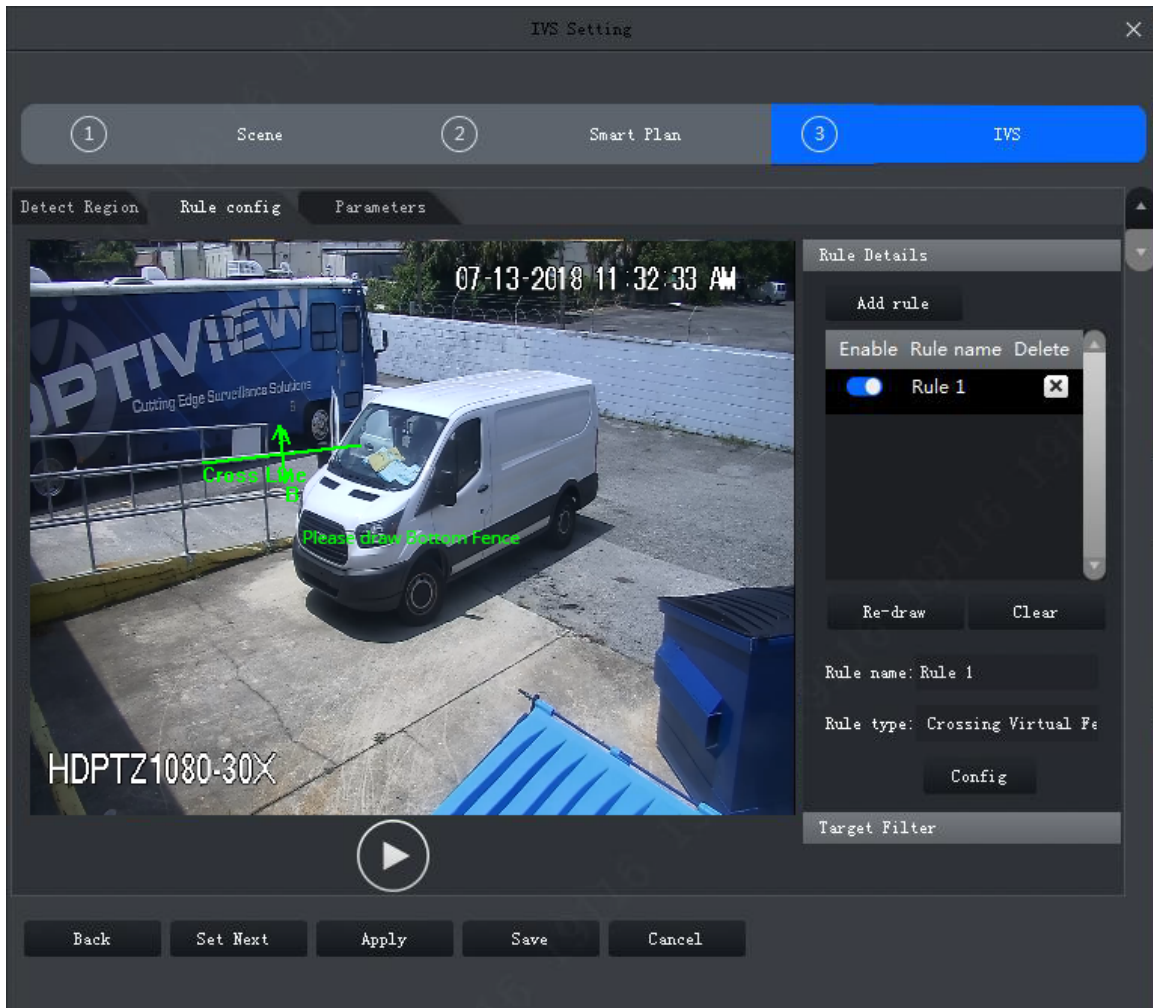 IVS Setting
1 Scene 2 Smart Plan 3 IVS
Detect Region Rule config Parameters
07-13-2018 11:32:33 AM
OPTIVIEW
Cutting Edge Surveillance Solutions
Cross Line
Please draw Bottom Fence
HDPTZ1080-30X
Rule Details
Add rule
Enable Rule name Delete
Rule 1
Re-draw Clear
Rule name: Rule 1
Rule type: Crossing Virtual Fe
Config
Target Filter
Back Set Next Apply Save Cancel